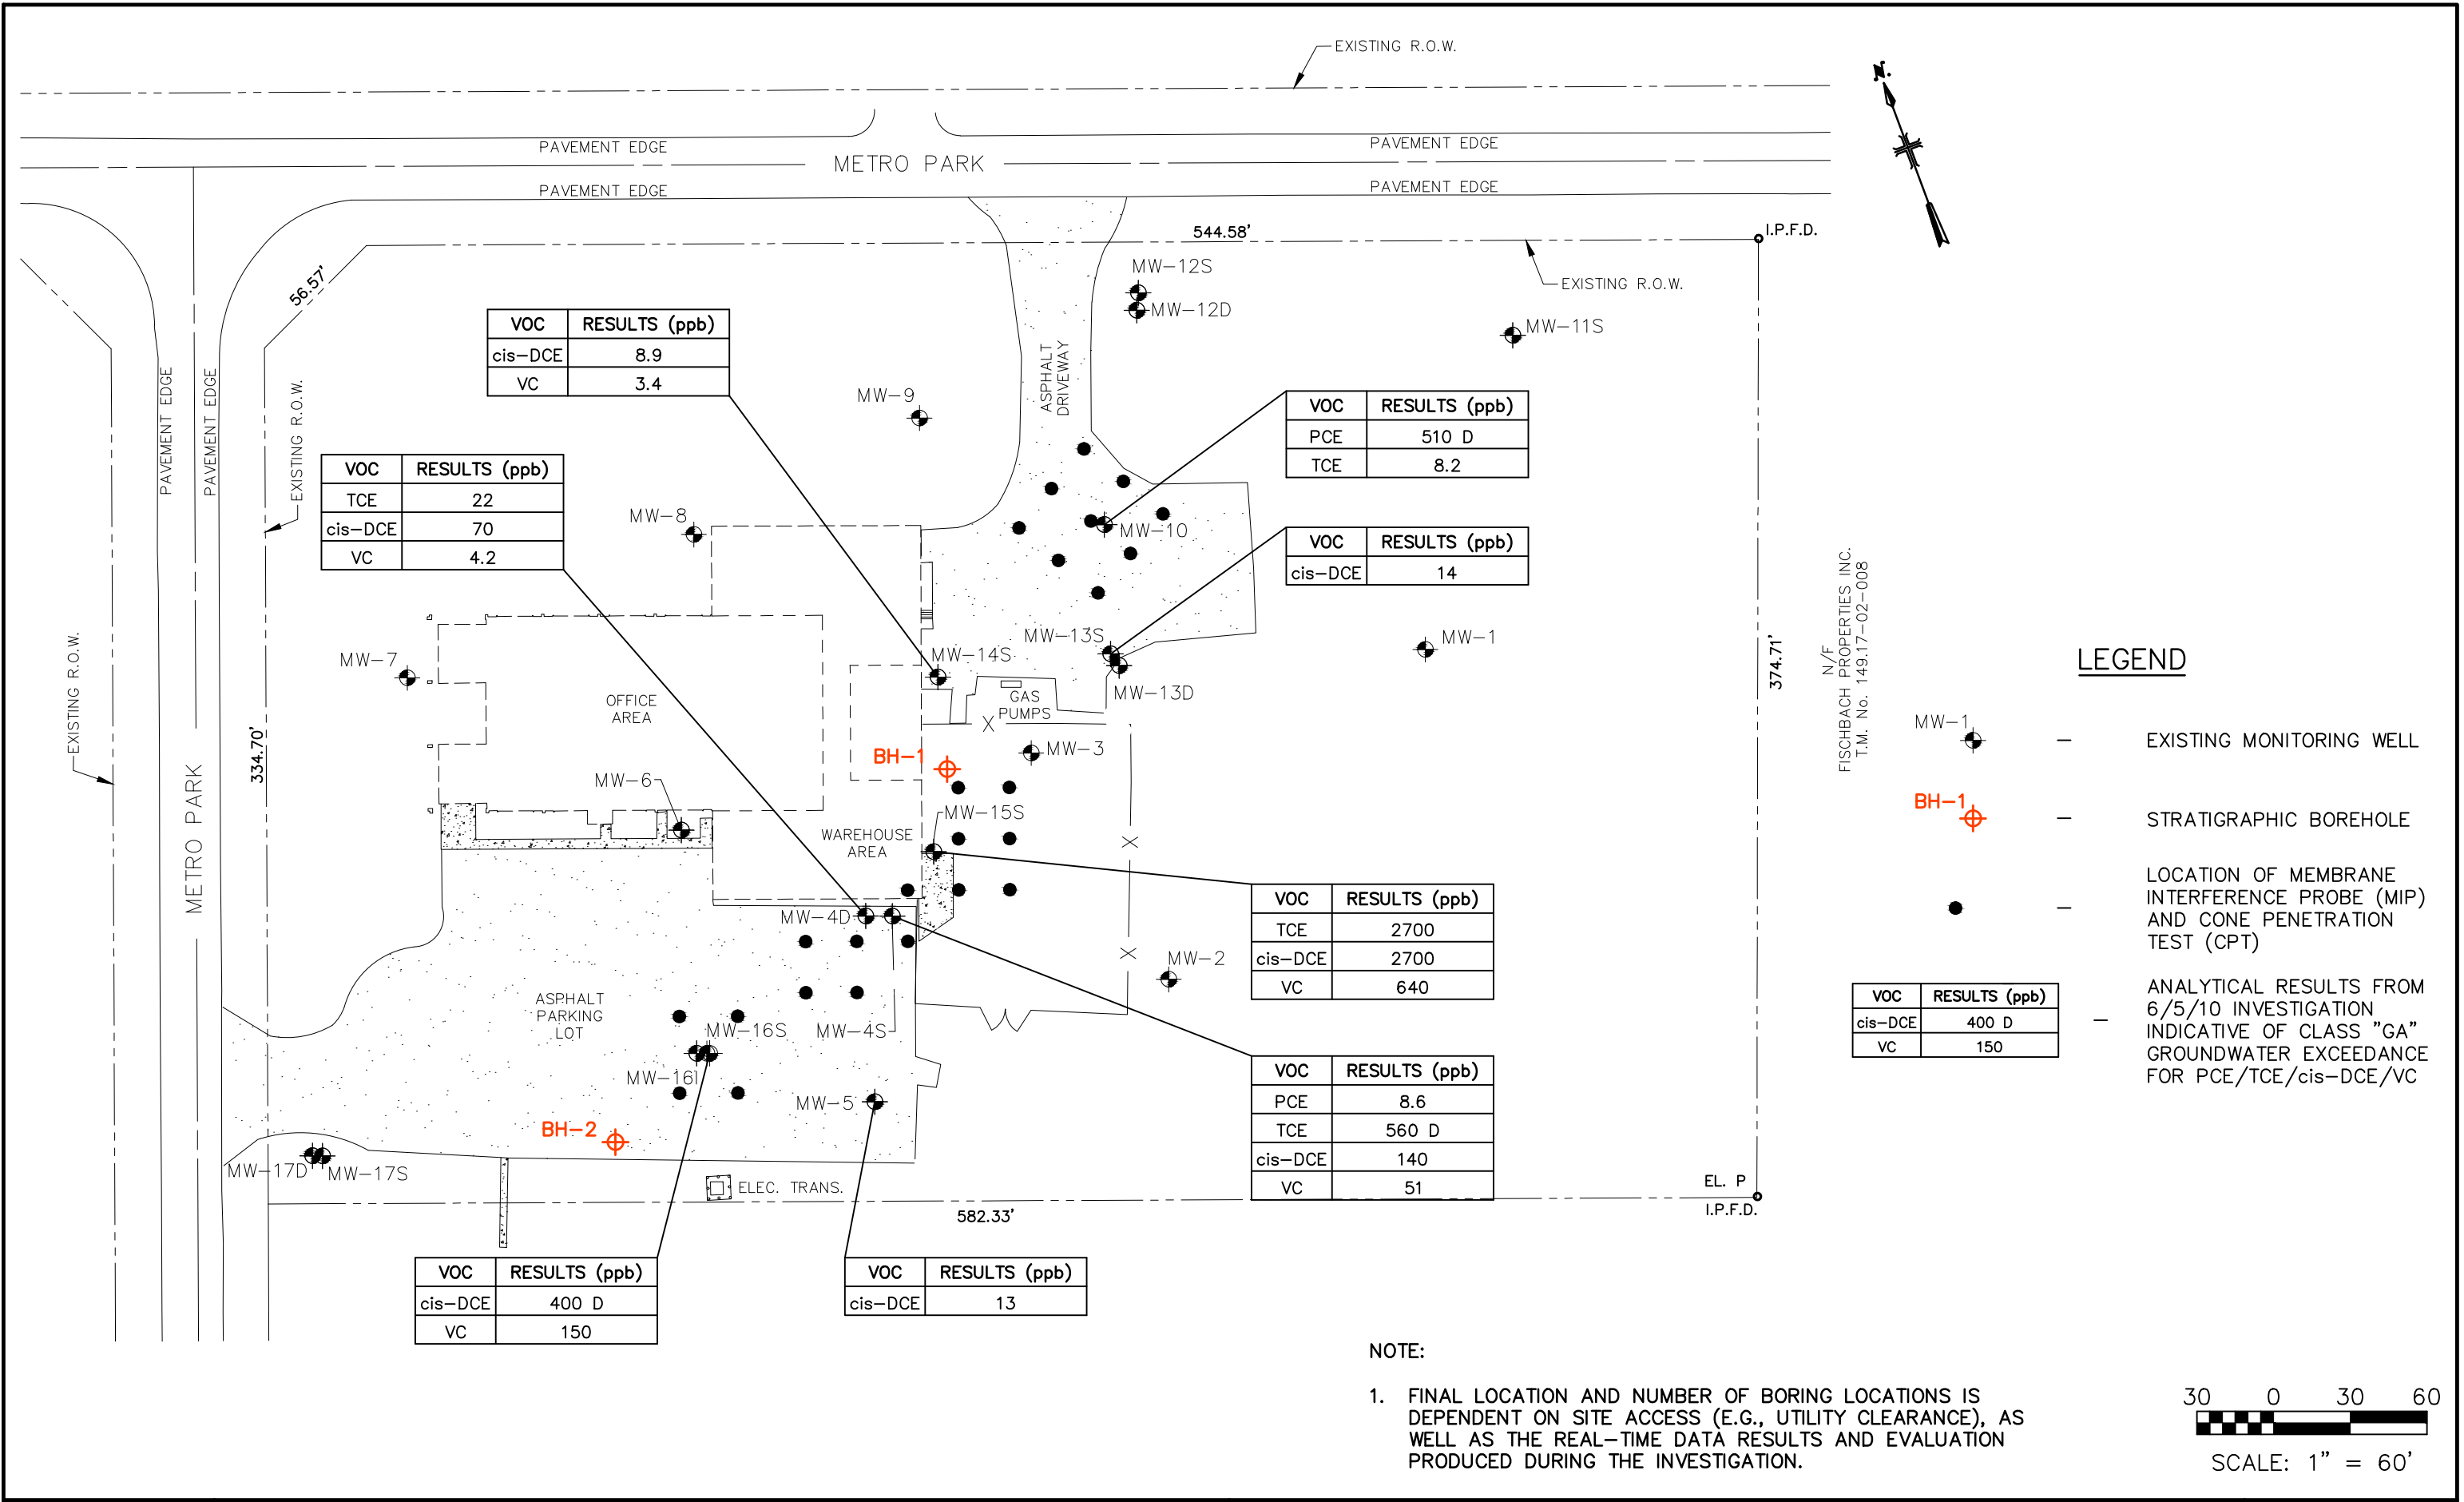 EXISTING R.O.W.
N.
PAVEMENT EDGE
PAVEMENT EDGE
METRO PARK
PAVEMENT EDGE
PAVEMENT EDGE
544.58'
I.P.F.D.
56.57'
MW-12S
EXISTING R.O.W.
MW-12D
MW-11S
VOC RESULTS (ppb)
cis-DCE 8.9
VC 3.4
ASPHALT
DRIVEWAY
PAVEMENT EDGE
PAVEMENT EDGE
EXISTING R.O.W.
MW-9
VOC RESULTS (ppb)
PCE 510 D
TCE 8.2
VOC RESULTS (ppb)
TCE 22
cis-DCE 70
VC 4.2
MW-8
MW-10
VOC RESULTS (ppb)
cis-DCE 14
N/F
FISCHBACH PROPERTIES INC.
T.M. No. 149.17-02-008
374.71'
MW-13S
MW-1
MW-7
MW-14S
MW-13D
OFFICE
AREA
GAS
PUMPS
X
EXISTING R.O.W.
334.70'
METRO PARK
BH-1
MW-3
MW-6
MW-15S
WAREHOUSE
AREA
X
VOC RESULTS (ppb)
TCE 2700
cis-DCE 2700
VC 640
MW-4D
X
MW-2
ASPHALT
PARKING
LOT
MW-16S
MW-4S
MW-16I
MW-5
VOC RESULTS (ppb)
PCE 8.6
TCE 560 D
cis-DCE 140
VC 51
BH-2
MW-17D
MW-17S
ELEC. TRANS.
EL. P
I.P.F.D.
582.33'
VOC RESULTS (ppb)
cis-DCE 400 D
VC 150
VOC RESULTS (ppb)
cis-DCE 13
LEGEND
MW-1
- EXISTING MONITORING WELL
BH-1
- STRATIGRAPHIC BOREHOLE
- LOCATION OF MEMBRANE
INTERFERENCE PROBE (MIP)
AND CONE PENETRATION
TEST (CPT)
VOC RESULTS (ppb)
cis-DCE 400 D
VC 150
- ANALYTICAL RESULTS FROM
6/5/10 INVESTIGATION
INDICATIVE OF CLASS "GA"
GROUNDWATER EXCEEDANCE
FOR PCE/TCE/cis-DCE/VC
NOTE:
1. FINAL LOCATION AND NUMBER OF BORING LOCATIONS IS
DEPENDENT ON SITE ACCESS (E.G., UTILITY CLEARANCE), AS
WELL AS THE REAL-TIME DATA RESULTS AND EVALUATION
PRODUCED DURING THE INVESTIGATION.
30 0 30 60
SCALE: 1" = 60'